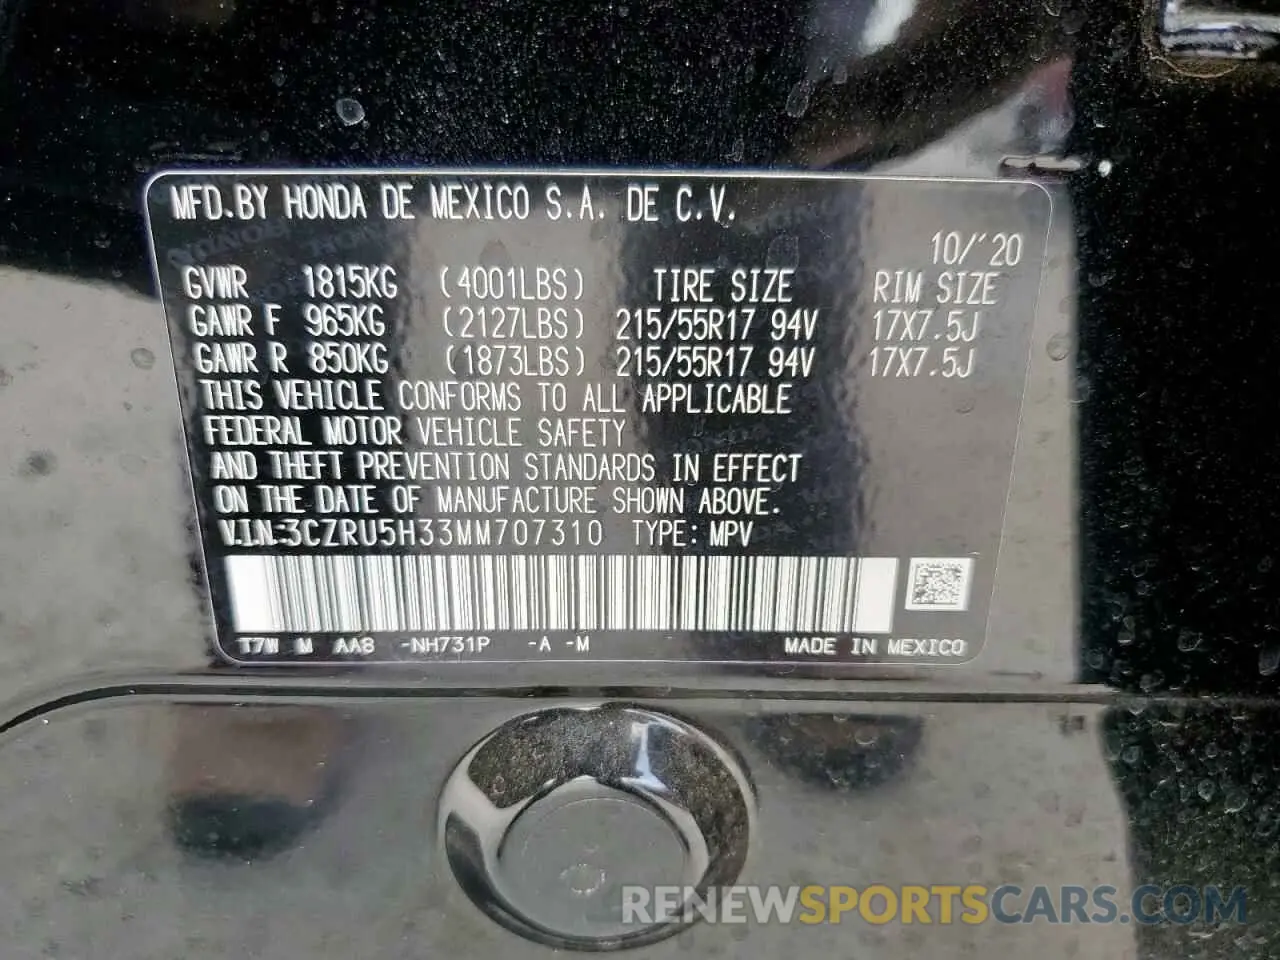 MFD.BY HONDA DE MEXICO S.A. DE C.V.
10/'20
GVWR 1815KG (4001LBS) TIRE SIZE RIM SIZE
GAWR F 965KG (2127LBS) 215/55R17 94V 17X7.5J
GAWR R 850KG (1873LBS) 215/55R17 94V 17X7.5J
THIS VEHICLE CONFORMS TO ALL APPLICABLE
FEDERAL MOTOR VEHICLE SAFETY
AND THEFT PREVENTION STANDARDS IN EFFECT
ON THE DATE OF MANUFACTURE SHOWN ABOVE.
V.I.N:3CZRU5H33MM707310 TYPE: MPV
T7W M AA8 -NH731P -A -M MADE IN MEXICO
RENEWSPORTSCARS.COM